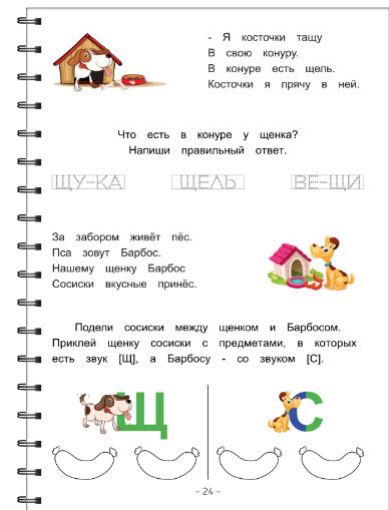 - Я косточки тащу
В свою конуру.
В конуре есть щель.
Косточки я прячу в ней.
Что есть в конуре у щенка?
Напиши правильный ответ.
ЩУ-КА ЩЕЛЬ ВЕ-ЩИ
За забором живёт пёс.
Пса зовут Барбос.
Нашему щенку Барбос
Сосиски вкусные принёс.
Подели сосиски между щенком и Барбосом.
Приклей щенку сосиски с предметами, в которых
есть звук [Щ], а Барбосу - со звуком [С].
Щ С
- 24 -